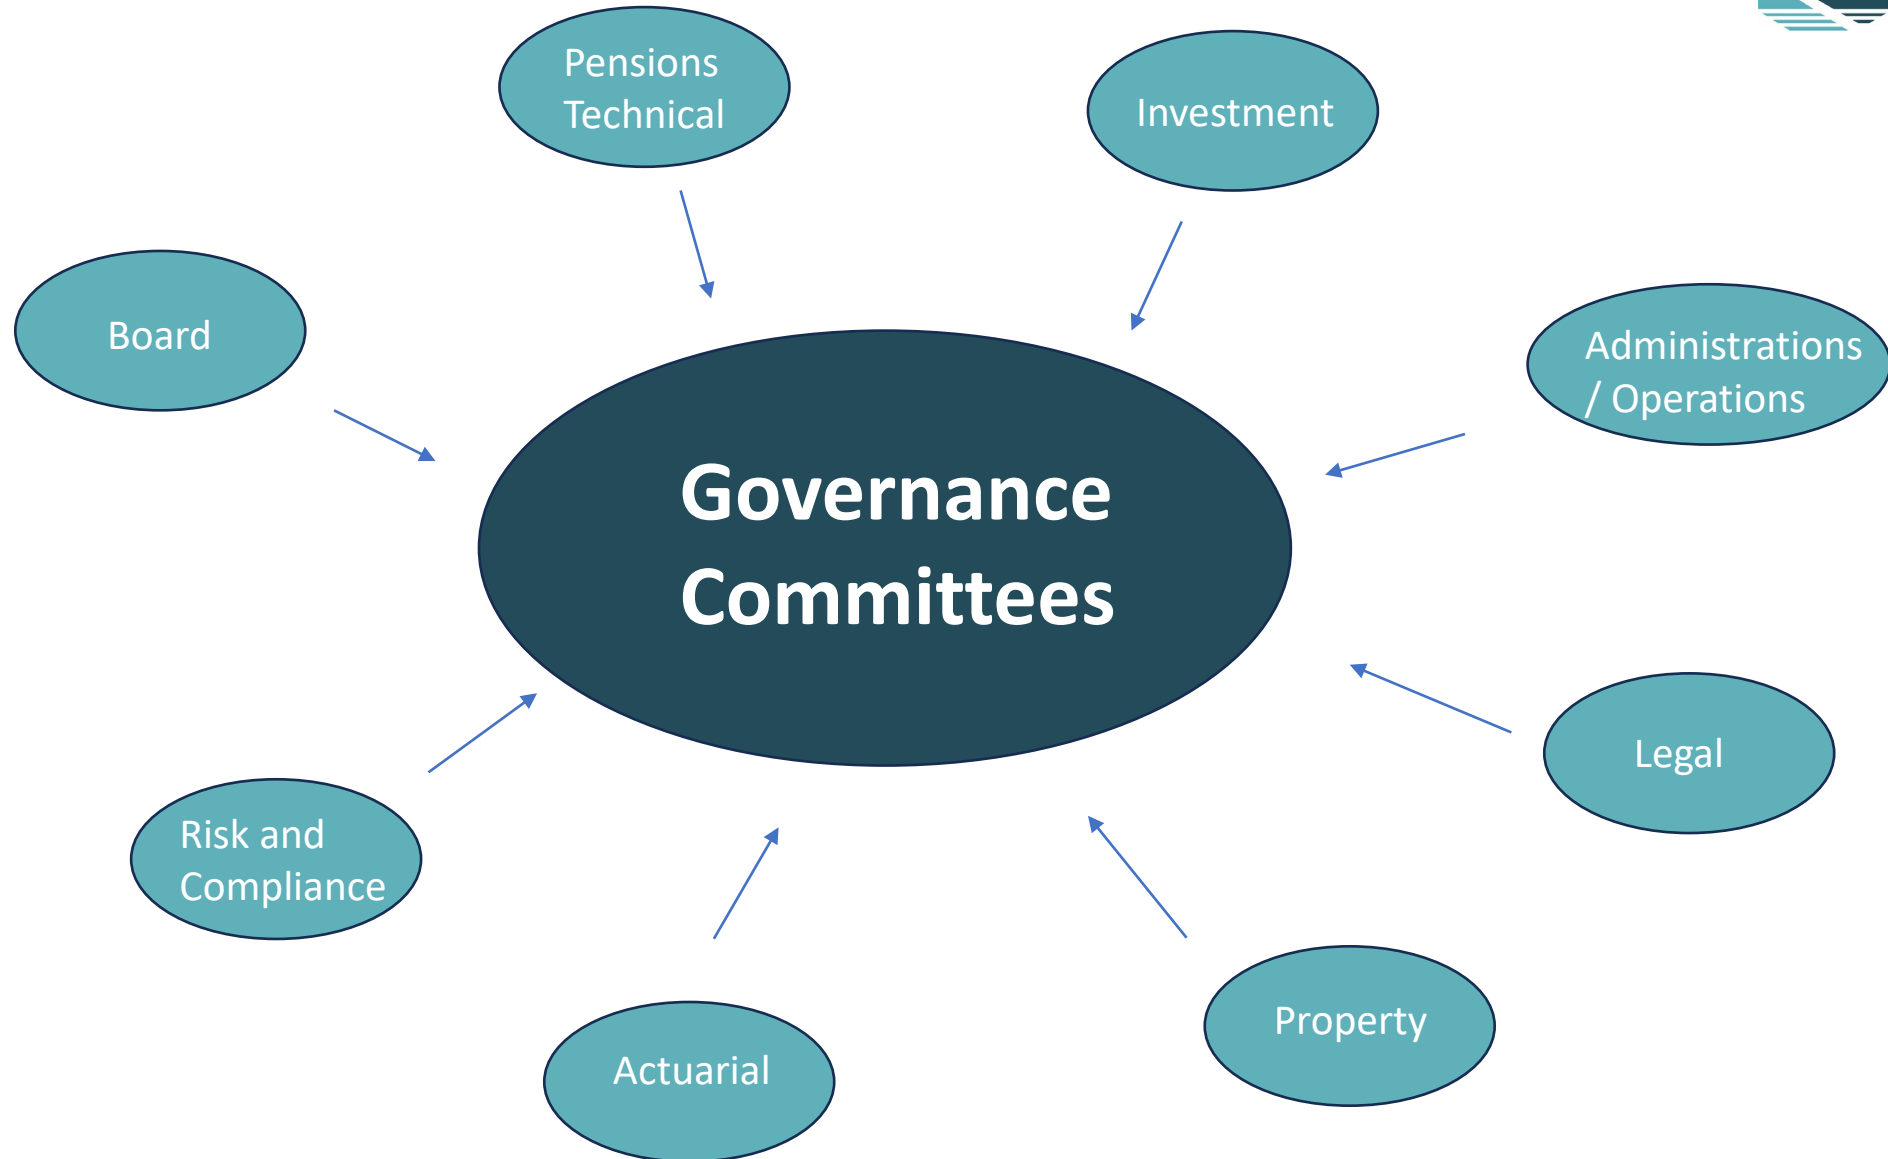 Pensions
Technical
Investment
Board
Administrations
/ Operations
Governance
Committees
Legal
Risk and
Compliance
Property
Actuarial